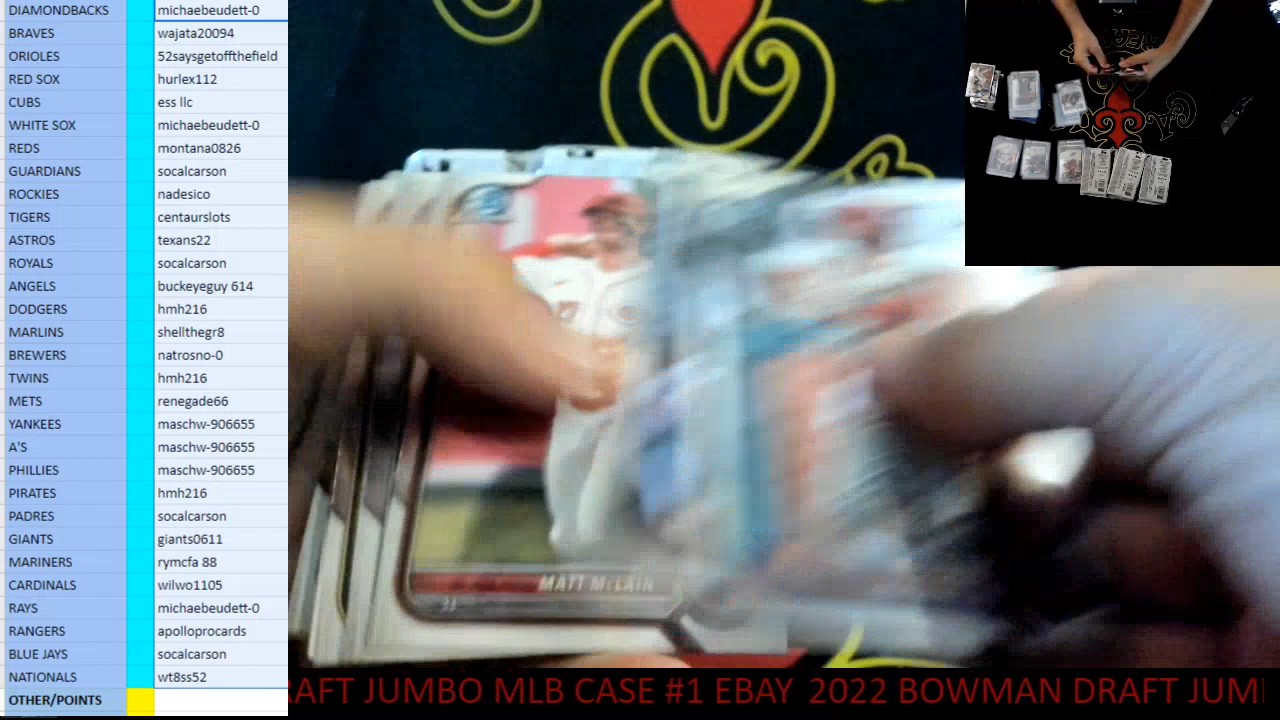 DIAMONDBACKS michaebeudett-0
BRAVES wajata20094
ORIOLES 52saysgetoffthefield
RED SOX hurlex112
CUBS ess llc
WHITE SOX michaebeudett-0
REDS montana0826
GUARDIANS socalcarson
ROCKIES nadesico
TIGERS centaurslots
ASTROS texans22
ROYALS socalcarson
ANGELS buckeyeguy 614
DODGERS hmh216
MARLINS shellthegr8
BREWERS natrosno-0
TWINS hmh216
METS renegade66
YANKEES maschw-906655
A'S maschw-906655
PHILLIES maschw-906655
PIRATES hmh216
PADRES socalcarson
GIANTS giants0611
MARINERS rymcfa 88
CARDINALS wilwo1105
RAYS michaebeudett-0
RANGERS apolloprocards
BLUE JAYS socalcarson
NATIONALS wt8ss52
OTHER/POINTS
MATT McLAIN
RAFT JUMBO MLB CASE #1 EBAY 2022 BOWMAN DRAFT JUM